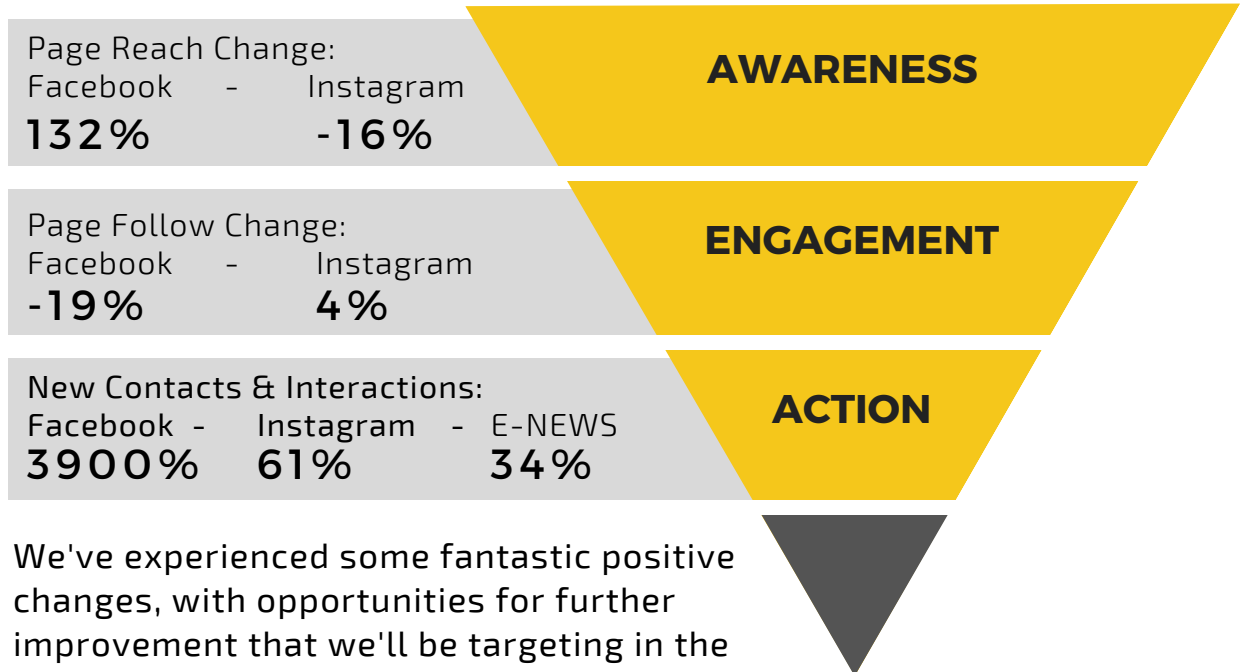 Page Reach Change:
Facebook - Instagram
132% -16%
AWARENESS
Page Follow Change:
Facebook - Instagram
-19% 4%
ENGAGEMENT
New Contacts & Interactions:
Facebook - Instagram - E-NEWS
3900% 61% 34%
ACTION
We've experienced some fantastic positive
changes, with opportunities for further
improvement that we'll be targeting in the